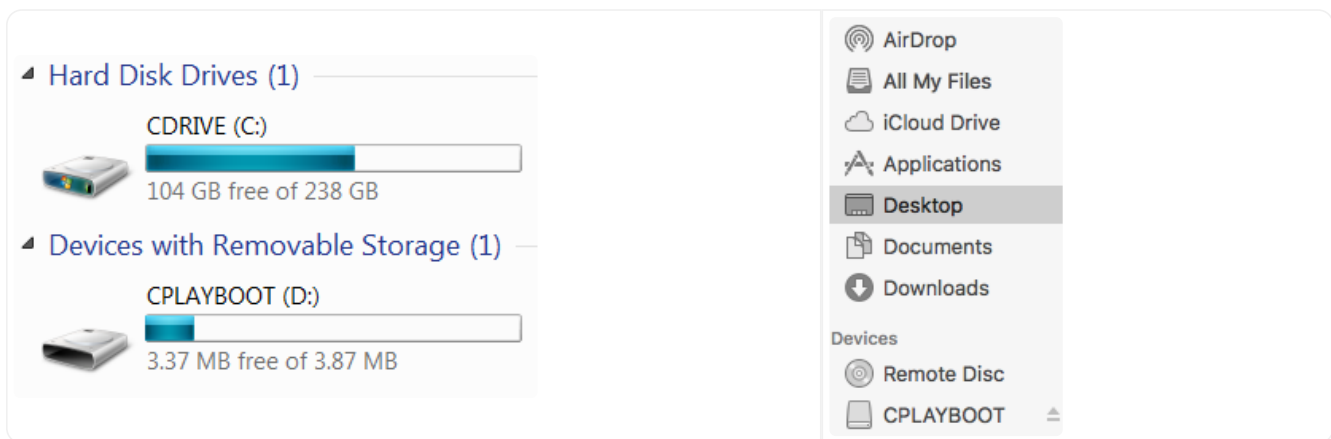 Hard Disk Drives (1)
CDRIVE (C:)
104 GB free of 238 GB
Devices with Removable Storage (1)
CPLAYBOOT (D:)
3.37 MB free of 3.87 MB
AirDrop
All My Files
iCloud Drive
Applications
Desktop
Documents
Downloads
Devices
Remote Disc
CPLAYBOOT